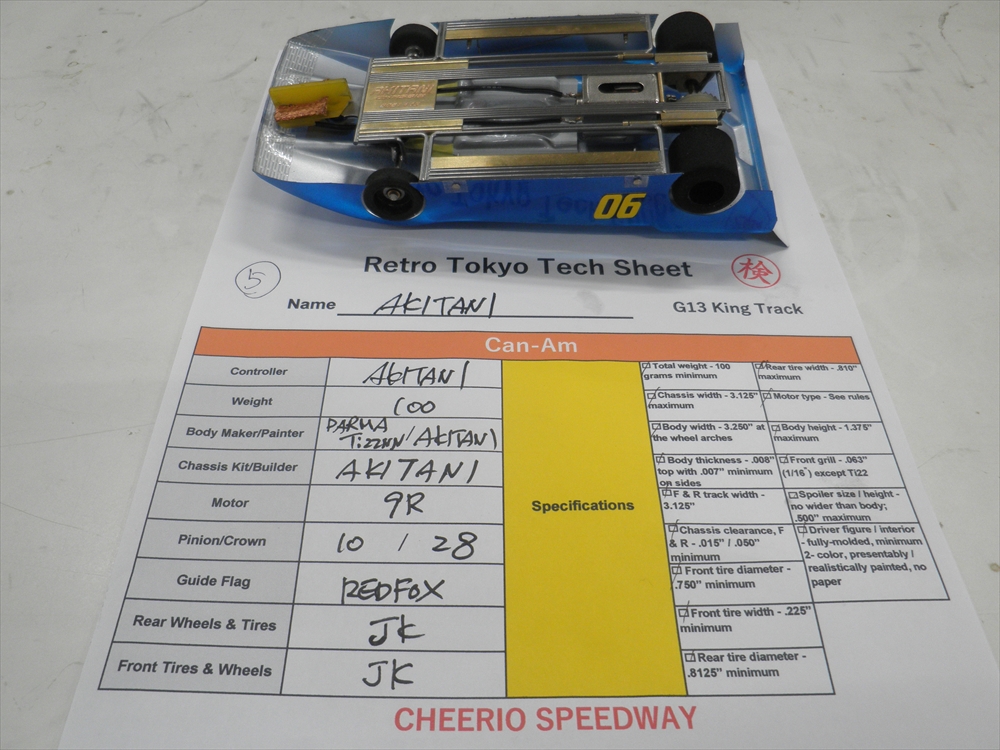 AKITANI
06
Retro Tokyo Tech Sheet
検
5
Name AKITANI
G13 King Track
Can-Am
Controller AKITANI
Weight 100
Body Maker/Painter PARMA
Ti22NN/AKITANI
Chassis Kit/Builder AKITANI
Motor 9R
Pinion/Crown 10 / 28
Guide Flag REDFOX
Rear Wheels & Tires JK
Front Tires & Wheels JK
Specifications
Total weight - 100
grams minimum
Chassis width - 3.125"
maximum
Body width - 3.250" at
the wheel arches
Body thickness - .008"
top with .007" minimum
on sides
F & R track width -
3.125"
Chassis clearance, F
& R - .015" / .050"
minimum
Front tire diameter -
.750" minimum
Front tire width - .225"
minimum
Rear tire diameter -
.8125" minimum
Rear tire width - .810"
maximum
Motor type - See rules
Body height - 1.375"
maximum
Front grill - .063"
(1/16") except Ti22
Spoiler size / height -
no wider than body;
.500" maximum
Driver figure / interior
- fully-molded, minimum
2- color, presentably /
realistically painted, no
paper
CHEERIO SPEEDWAY